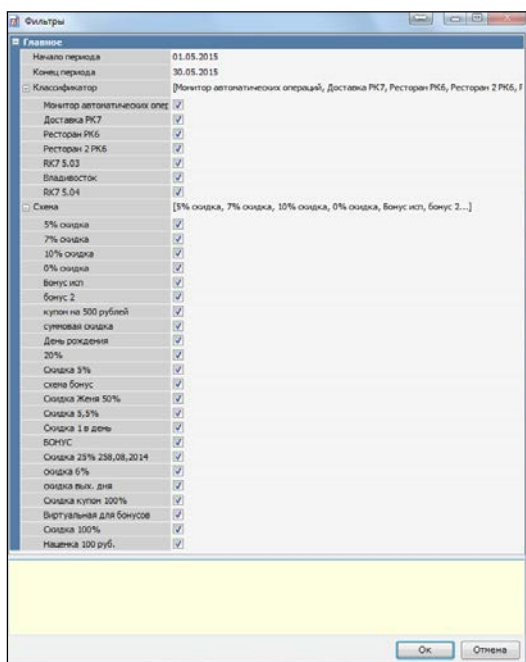 Фильтры
Главное
Начало периода 01.05.2015
Конец периода 30.05.2015
Классификатор [Монитор автоматических операций, Доставка РК7, Ресторан РК6, Ресторан 2 РК6, F
Монитор автоматических опер
Доставка РК7
Ресторан РК6
Ресторан 2 РК6
RK7 5.03
Владивосток
RK7 5.04
Схема [5% скидка, 7% скидка, 10% скидка, 0% скидка, Бонус исп, бонус 2...]
5% скидка
7% скидка
10% скидка
0% скидка
Бонус исп
бонус 2
купон на 500 рублей
суммовая скидка
День рождения
20%
Скидка 5%
схема бонус
Скидка Женя 50%
Скидка 5,5%
Скидка 1 в день
БОНУС
Скидка 25% 258,08,2014
скидка 6%
скидка вых. дня
Скидка купон 100%
Виртуальная для бонусов
Скидка 100%
Наценка 100 руб.
Ок Отмена